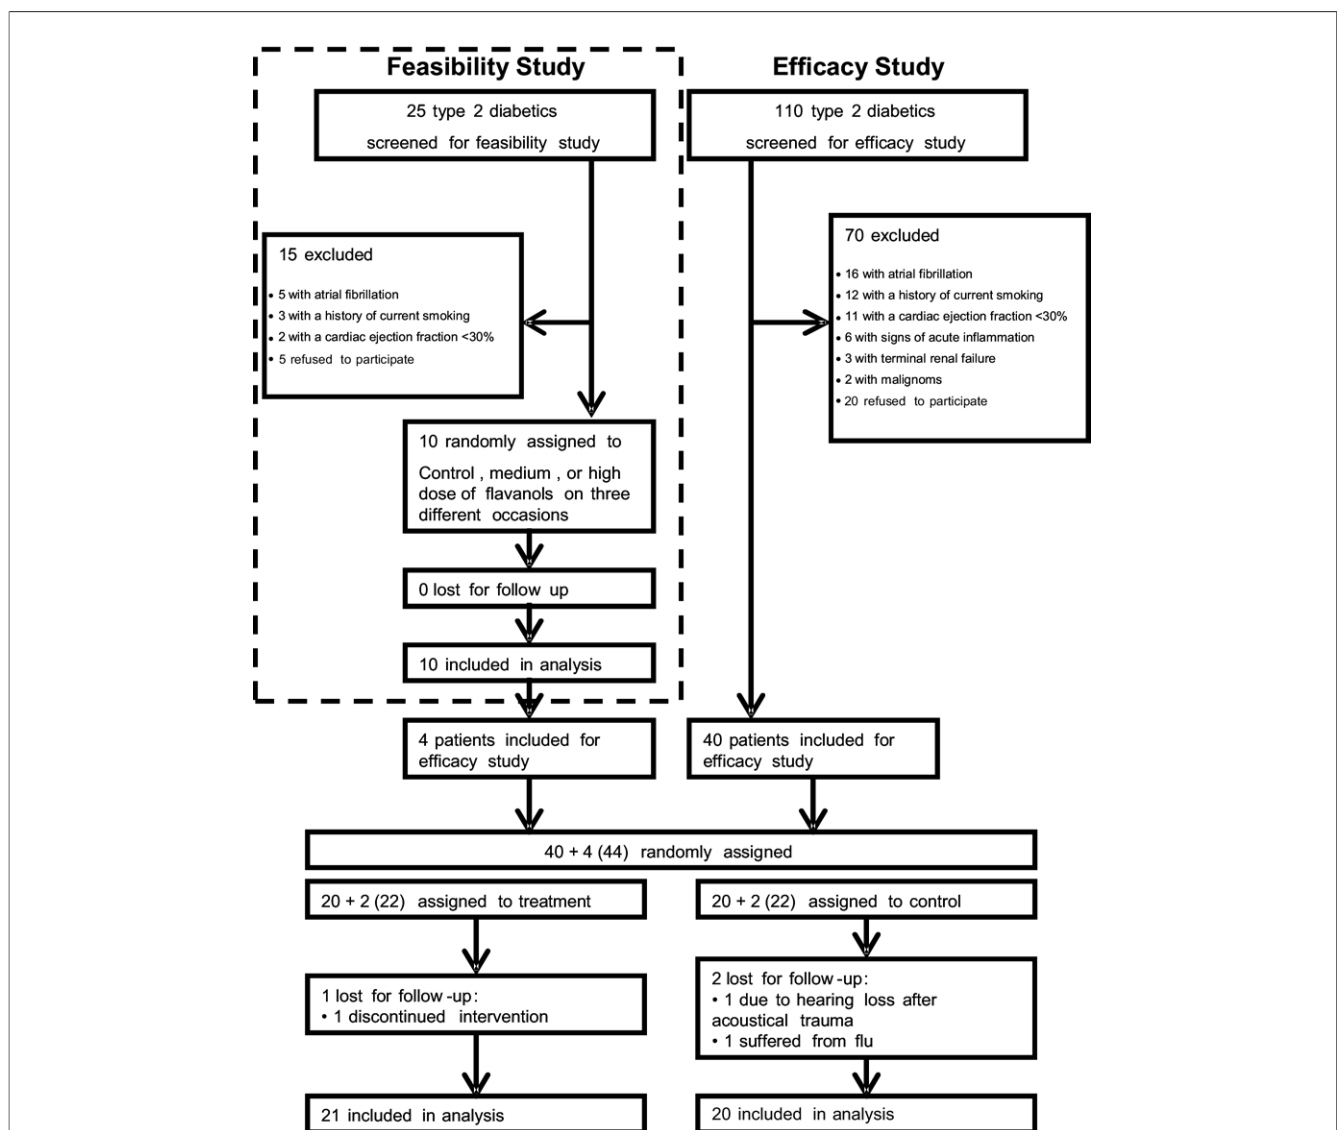 Feasibility Study
25 type 2 diabetics
screened for feasibility study
15 excluded
• 5 with atrial fibrillation
• 3 with a history of current smoking
• 2 with a cardiac ejection fraction <30%
• 5 refused to participate
10 randomly assigned to
Control , medium , or high
dose of flavanols on three
different occasions
0 lost for follow up
10 included in analysis
4 patients included for
efficacy study
Efficacy Study
110 type 2 diabetics
screened for efficacy study
70 excluded
• 16 with atrial fibrillation
• 12 with a history of current smoking
• 11 with a cardiac ejection fraction <30%
• 6 with signs of acute inflammation
• 3 with terminal renal failure
• 2 with malignoms
• 20 refused to participate
40 patients included for
efficacy study
40 + 4 (44) randomly assigned
20 + 2 (22) assigned to treatment
1 lost for follow-up:
• 1 discontinued intervention
21 included in analysis
20 + 2 (22) assigned to control
2 lost for follow-up:
• 1 due to hearing loss after
acoustical trauma
• 1 suffered from flu
20 included in analysis